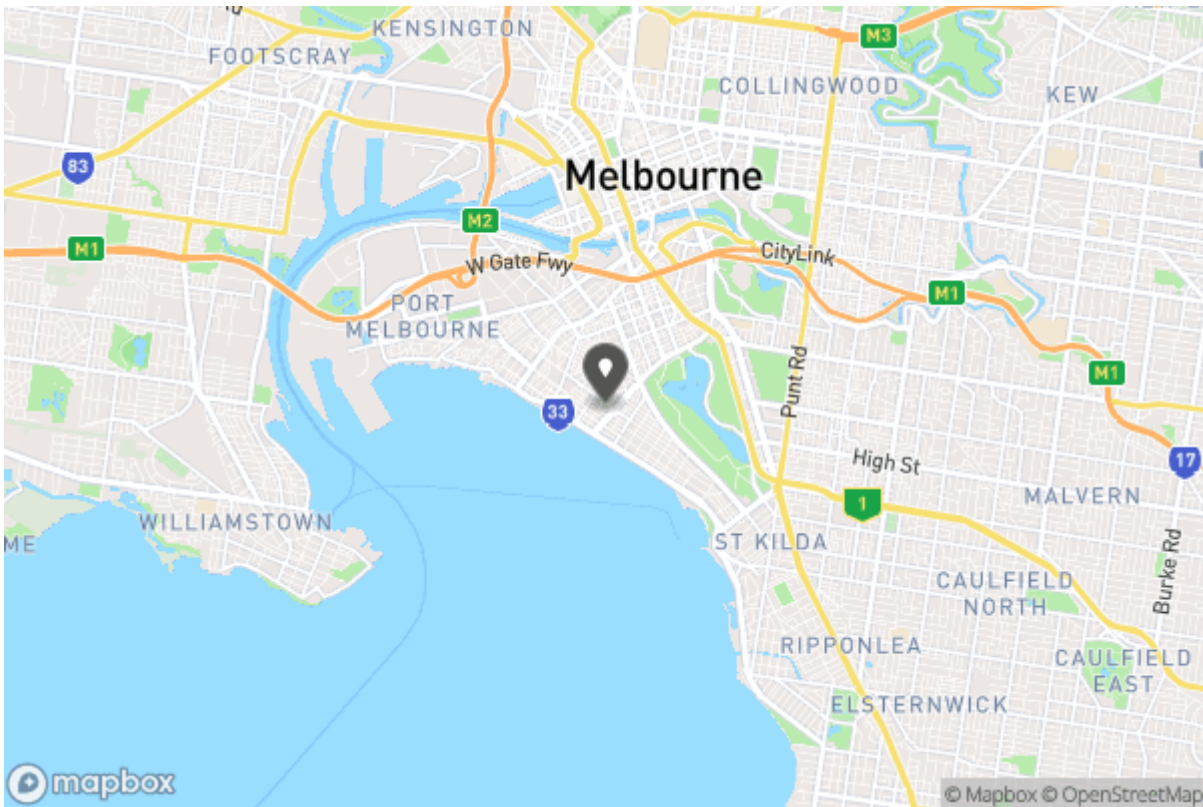 KENSINGTON
FOOTSCRAY
M3
COLLINGWOOD
KEW
83
Melbourne
M2
M1
CityLink
W Gate Fwy
M1
PORT
MELBOURNE
Punt Rd
M1
33
High St
17
MALVERN
1
WILLIAMSTOWN
ST KILDA
ME
CAULFIELD
NORTH
Burke Rd
RIPPONLEA
CAULFIELD
EAST
ELSTERNWICK
mapbox
© Mapbox © OpenStreetMap